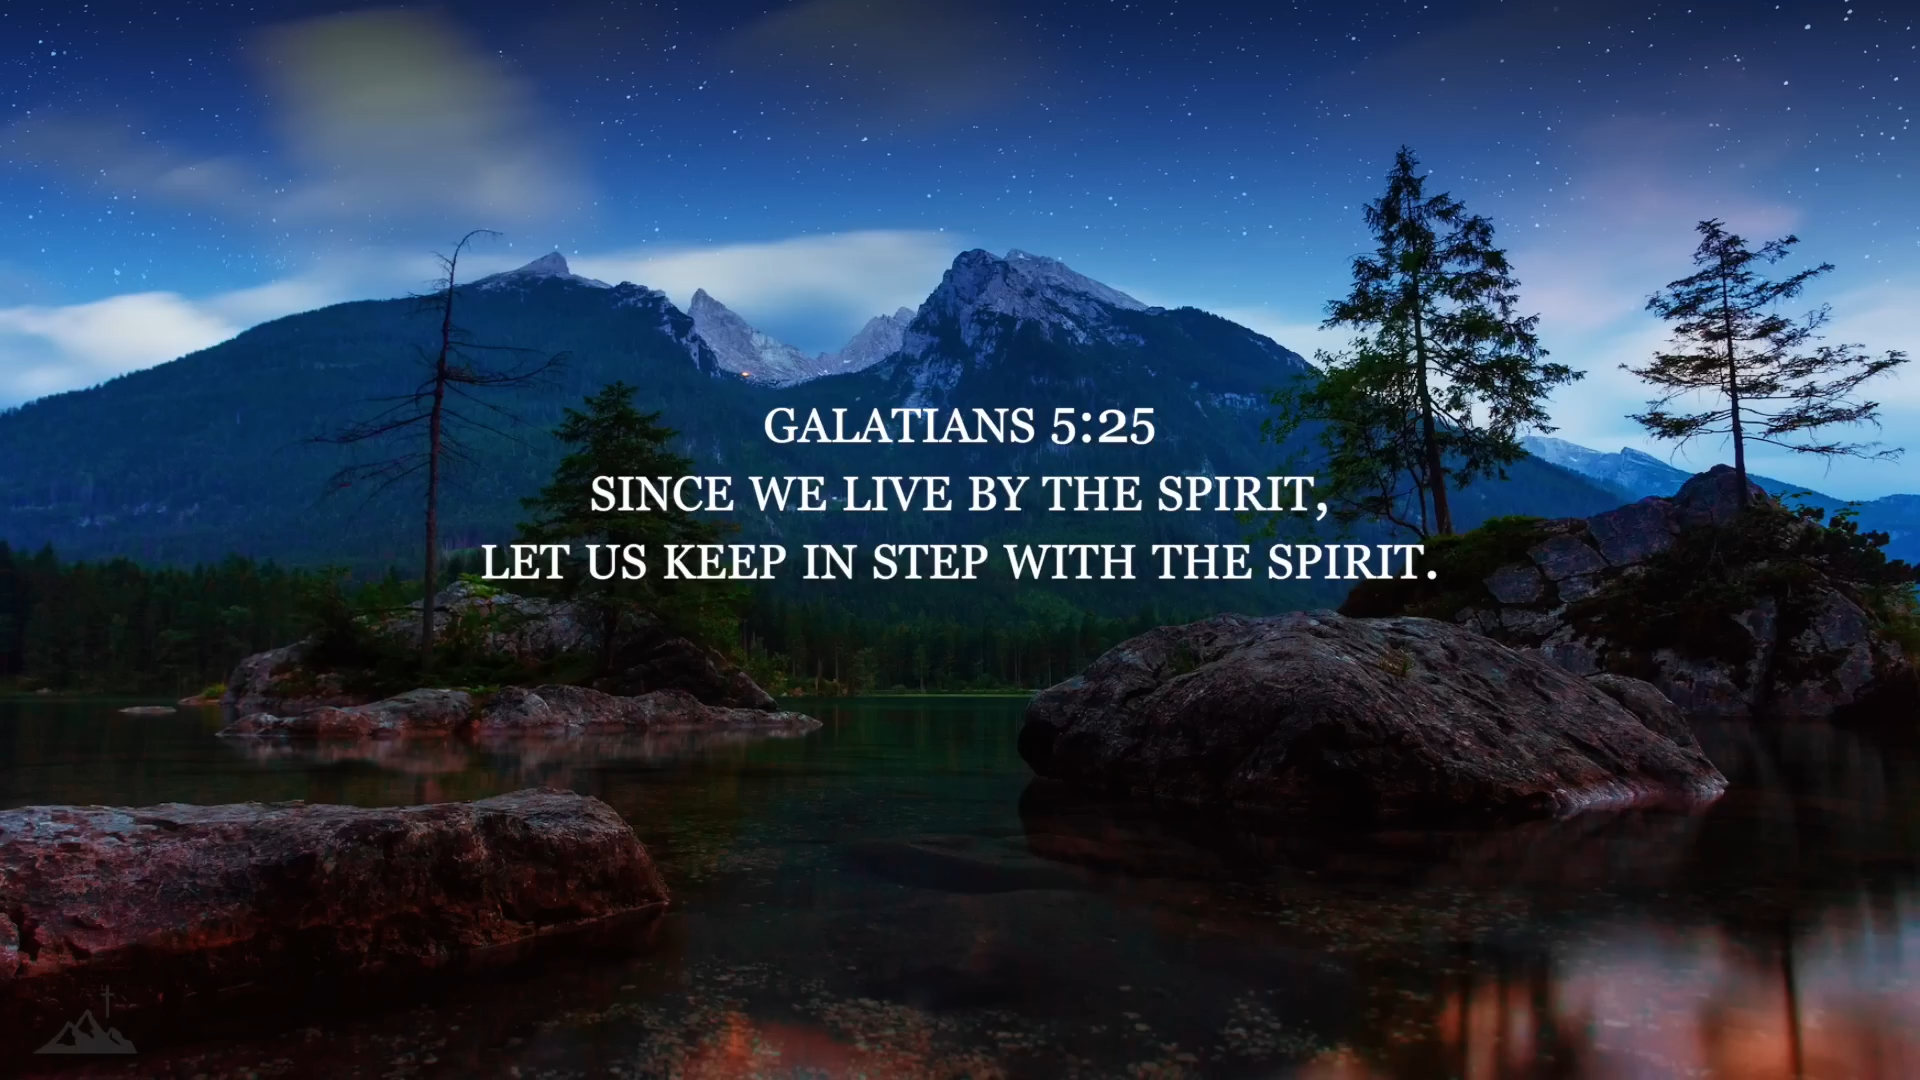 GALATIANS 5:25
SINCE WE LIVE BY THE SPIRIT,
LET US KEEP IN STEP WITH THE SPIRIT.